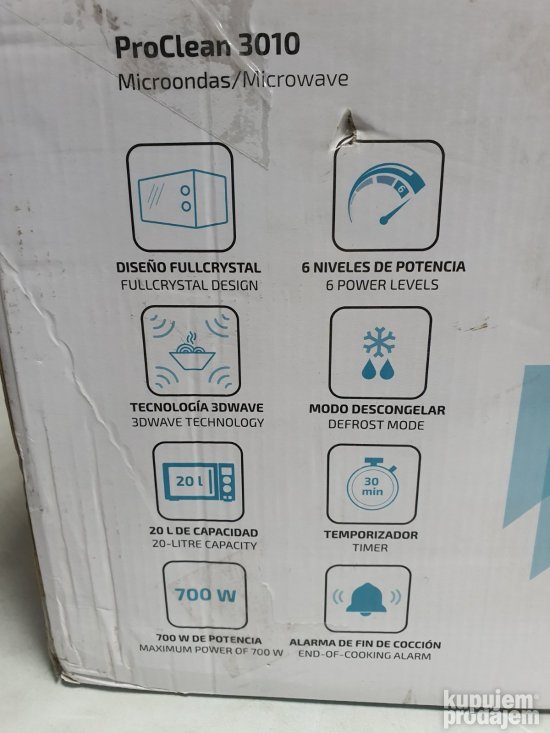 ProClean 3010
Microondas/Microwave
6
DISEÑO FULLCRYSTAL
FULLCRYSTAL DESIGN
6 NIVELES DE POTENCIA
6 POWER LEVELS
TECNOLOGÍA 3DWAVE
3DWAVE TECHNOLOGY
MODO DESCONGELAR
DEFROST MODE
20 L
20 L DE CAPACIDAD
20-LITRE CAPACITY
30
min
TEMPORIZADOR
TIMER
700 W
700 W DE POTENCIA
MAXIMUM POWER OF 700 W
ALARMA DE FIN DE COCCIÓN
END-OF-COOKING ALARM
kupujem
prodajem